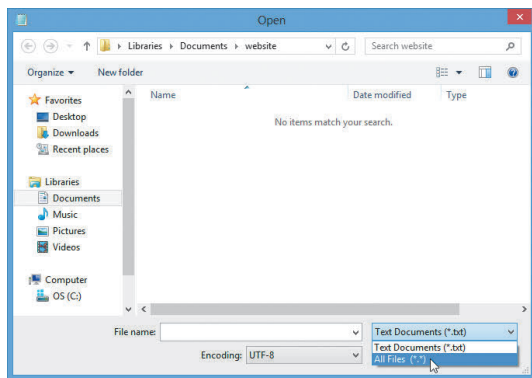 Open
Libraries Documents website
Search website
Organize
New folder
Name
Date modified
Type
Favorites
Desktop
Downloads
Recent places
Libraries
Documents
Music
Pictures
Videos
Computer
OS (C:)
No items match your search.
File name:
Text Documents (*.txt)
Text Documents (*.txt)
All Files (*.*)
Encoding: UTF-8